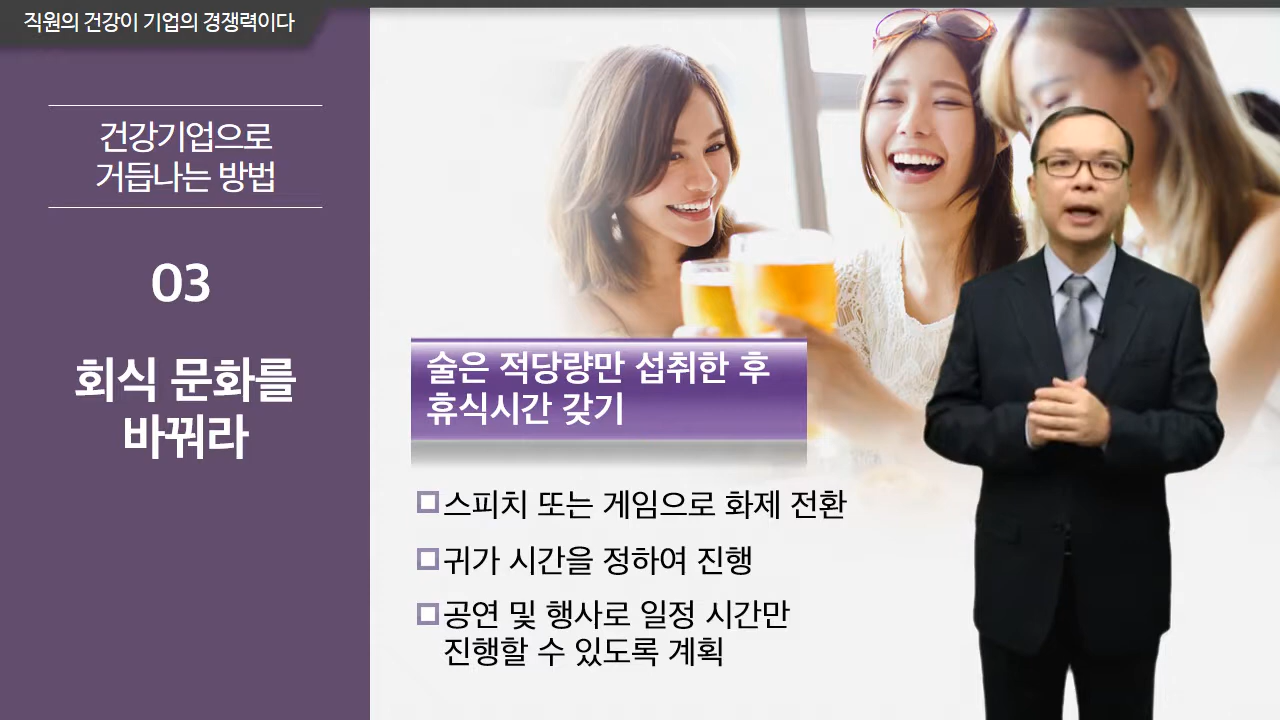 직원의 건강이 기업의 경쟁력이다
건강기업으로
거듭나는 방법
03
회식 문화를
바꿔라
술은 적당량만 섭취한 후
휴식시간 갖기
스피치 또는 게임으로 화제 전환
귀가 시간을 정하여 진행
공연 및 행사로 일정 시간만
진행할 수 있도록 계획